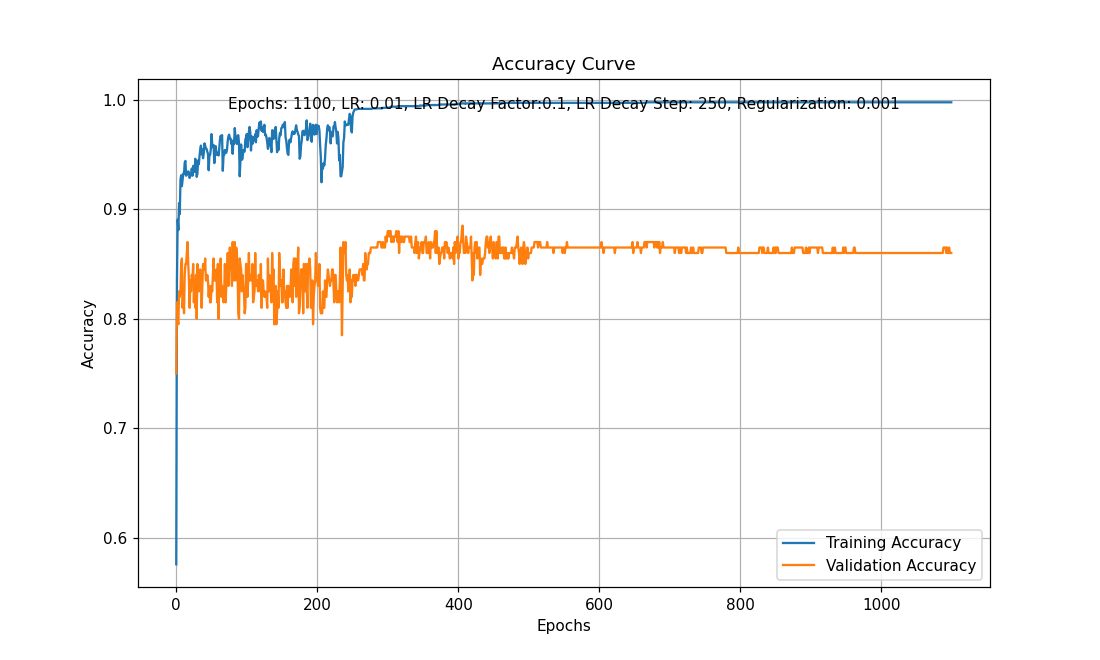 Accuracy Curve
Epochs: 1100, LR: 0.01, LR Decay Factor:0.1, LR Decay Step: 250, Regularization: 0.001
1.0
0.9
0.8
0.7
0.6
Accuracy
Training Accuracy
Validation Accuracy
0 200 400 600 800 1000
Epochs